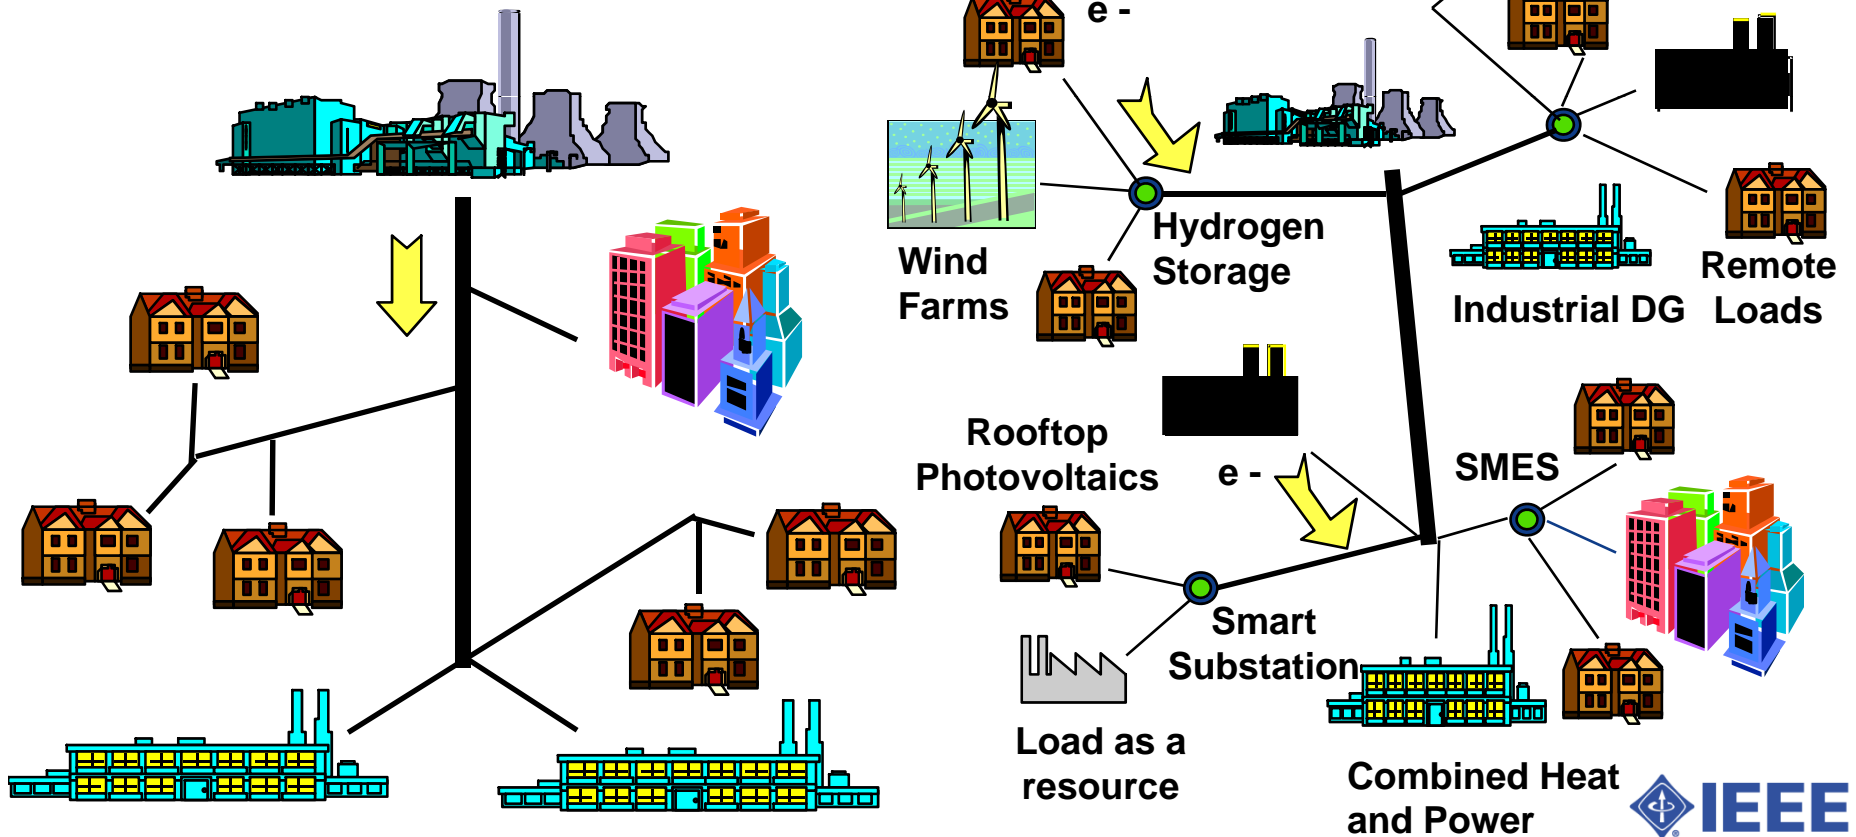 e -
Wind
Farms
Hydrogen
Storage
Industrial DG
Remote
Loads
Rooftop
Photovoltaics
e -
SMES
Smart
Substation
Load as a
resource
Combined Heat
and Power
IEEE